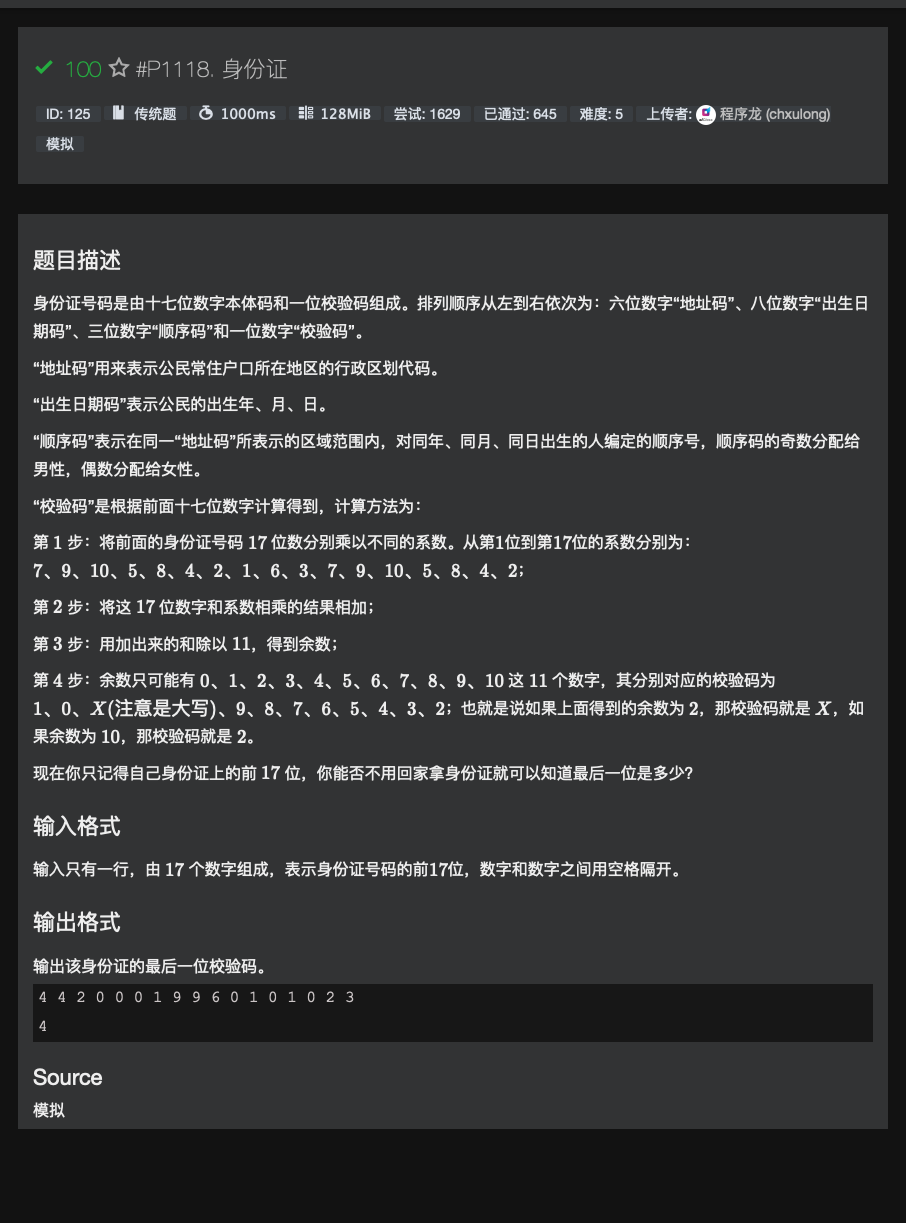 100 #P1118. 身份证
ID: 125 传统题 1000ms 128MiB 尝试: 1629 已通过: 645 难度: 5 上传者: 程序龙 (chxulong)
模拟
题目描述
身份证号码是由十七位数字本体码和一位校验码组成。排列顺序从左到右依次为：六位数字“地址码”、八位数字“出生日
期码”、三位数字“顺序码”和一位数字“校验码”。
“地址码”用来表示公民常住户口所在地区的行政区划代码。
“出生日期码”表示公民的出生年、月、日。
“顺序码”表示在同一“地址码”所表示的区域范围内，对同年、同月、同日出生的人编定的顺序号，顺序码的奇数分配给
男性，偶数分配给女性。
“校验码”是根据前面十七位数字计算得到，计算方法为：
第 1 步：将前面的身份证号码 17 位数分别乘以不同的系数。从第1位到第17位的系数分别为：
7、9、10、5、8、4、2、1、6、3、7、9、10、5、8、4、2；
第 2 步：将这 17 位数字和系数相乘的结果相加；
第 3 步：用加出来的和除以 11，得到余数；
第 4 步：余数只可能有 0、1、2、3、4、5、6、7、8、9、10 这 11 个数字，其分别对应的校验码为
1、0、X(注意是大写)、9、8、7、6、5、4、3、2；也就是说如果上面得到的余数为 2，那校验码就是 X，如
果余数为 10，那校验码就是 2。
现在你只记得自己身份证上的前 17 位，你能否不用回家拿身份证就可以知道最后一位是多少？
输入格式
输入只有一行，由 17 个数字组成，表示身份证号码的前17位，数字和数字之间用空格隔开。
输出格式
输出该身份证的最后一位校验码。
4 4 2 0 0 0 1 9 9 6 0 1 0 1 0 2 3
4
Source
模拟